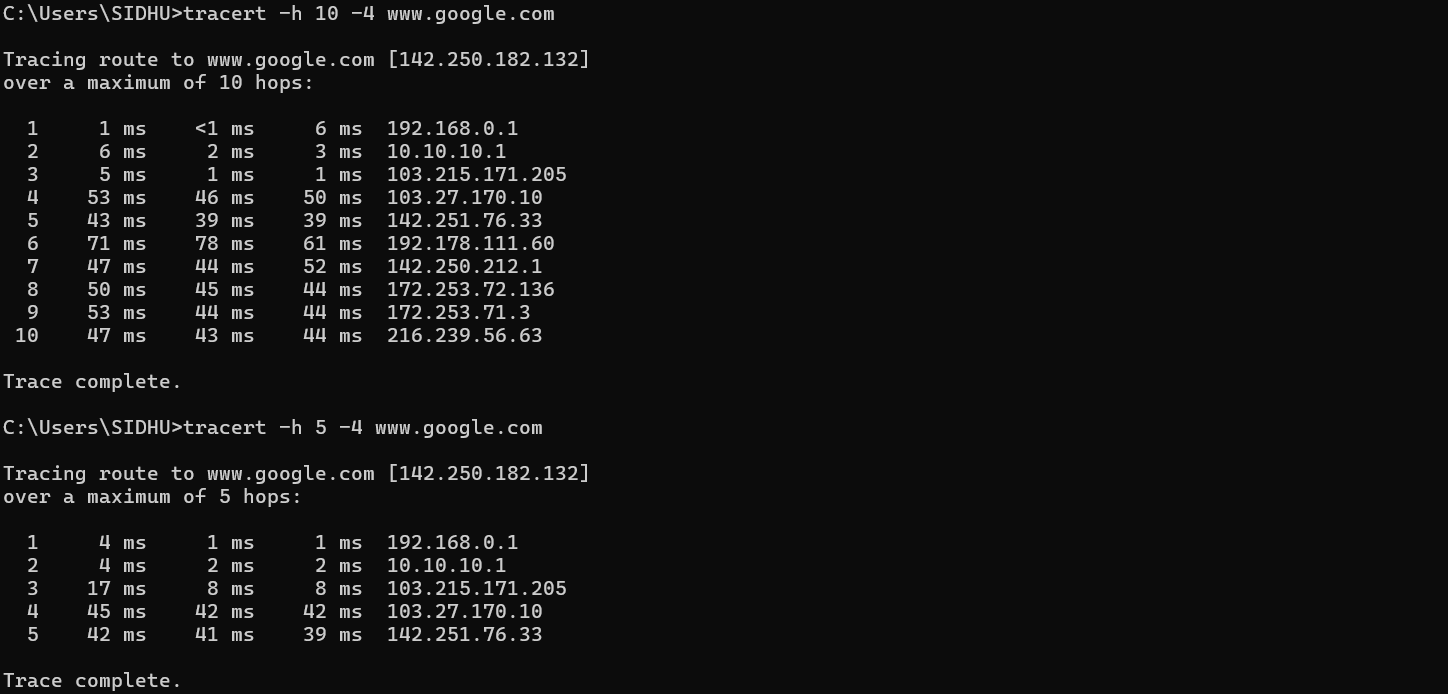 C:\Users\SIDHU>tracert -h 10 -4 www.google.com
Tracing route to www.google.com [142.250.182.132]
over a maximum of 10 hops:
1 1 ms <1 ms 6 ms 192.168.0.1
2 6 ms 2 ms 3 ms 10.10.10.1
3 5 ms 1 ms 1 ms 103.215.171.205
4 53 ms 46 ms 50 ms 103.27.170.10
5 43 ms 39 ms 39 ms 142.251.76.33
6 71 ms 78 ms 61 ms 192.178.111.60
7 47 ms 44 ms 52 ms 142.250.212.1
8 50 ms 45 ms 44 ms 172.253.72.136
9 53 ms 44 ms 44 ms 172.253.71.3
10 47 ms 43 ms 44 ms 216.239.56.63
Trace complete.
C:\Users\SIDHU>tracert -h 5 -4 www.google.com
Tracing route to www.google.com [142.250.182.132]
over a maximum of 5 hops:
1 4 ms 1 ms 1 ms 192.168.0.1
2 4 ms 2 ms 2 ms 10.10.10.1
3 17 ms 8 ms 8 ms 103.215.171.205
4 45 ms 42 ms 42 ms 103.27.170.10
5 42 ms 41 ms 39 ms 142.251.76.33
Trace complete.